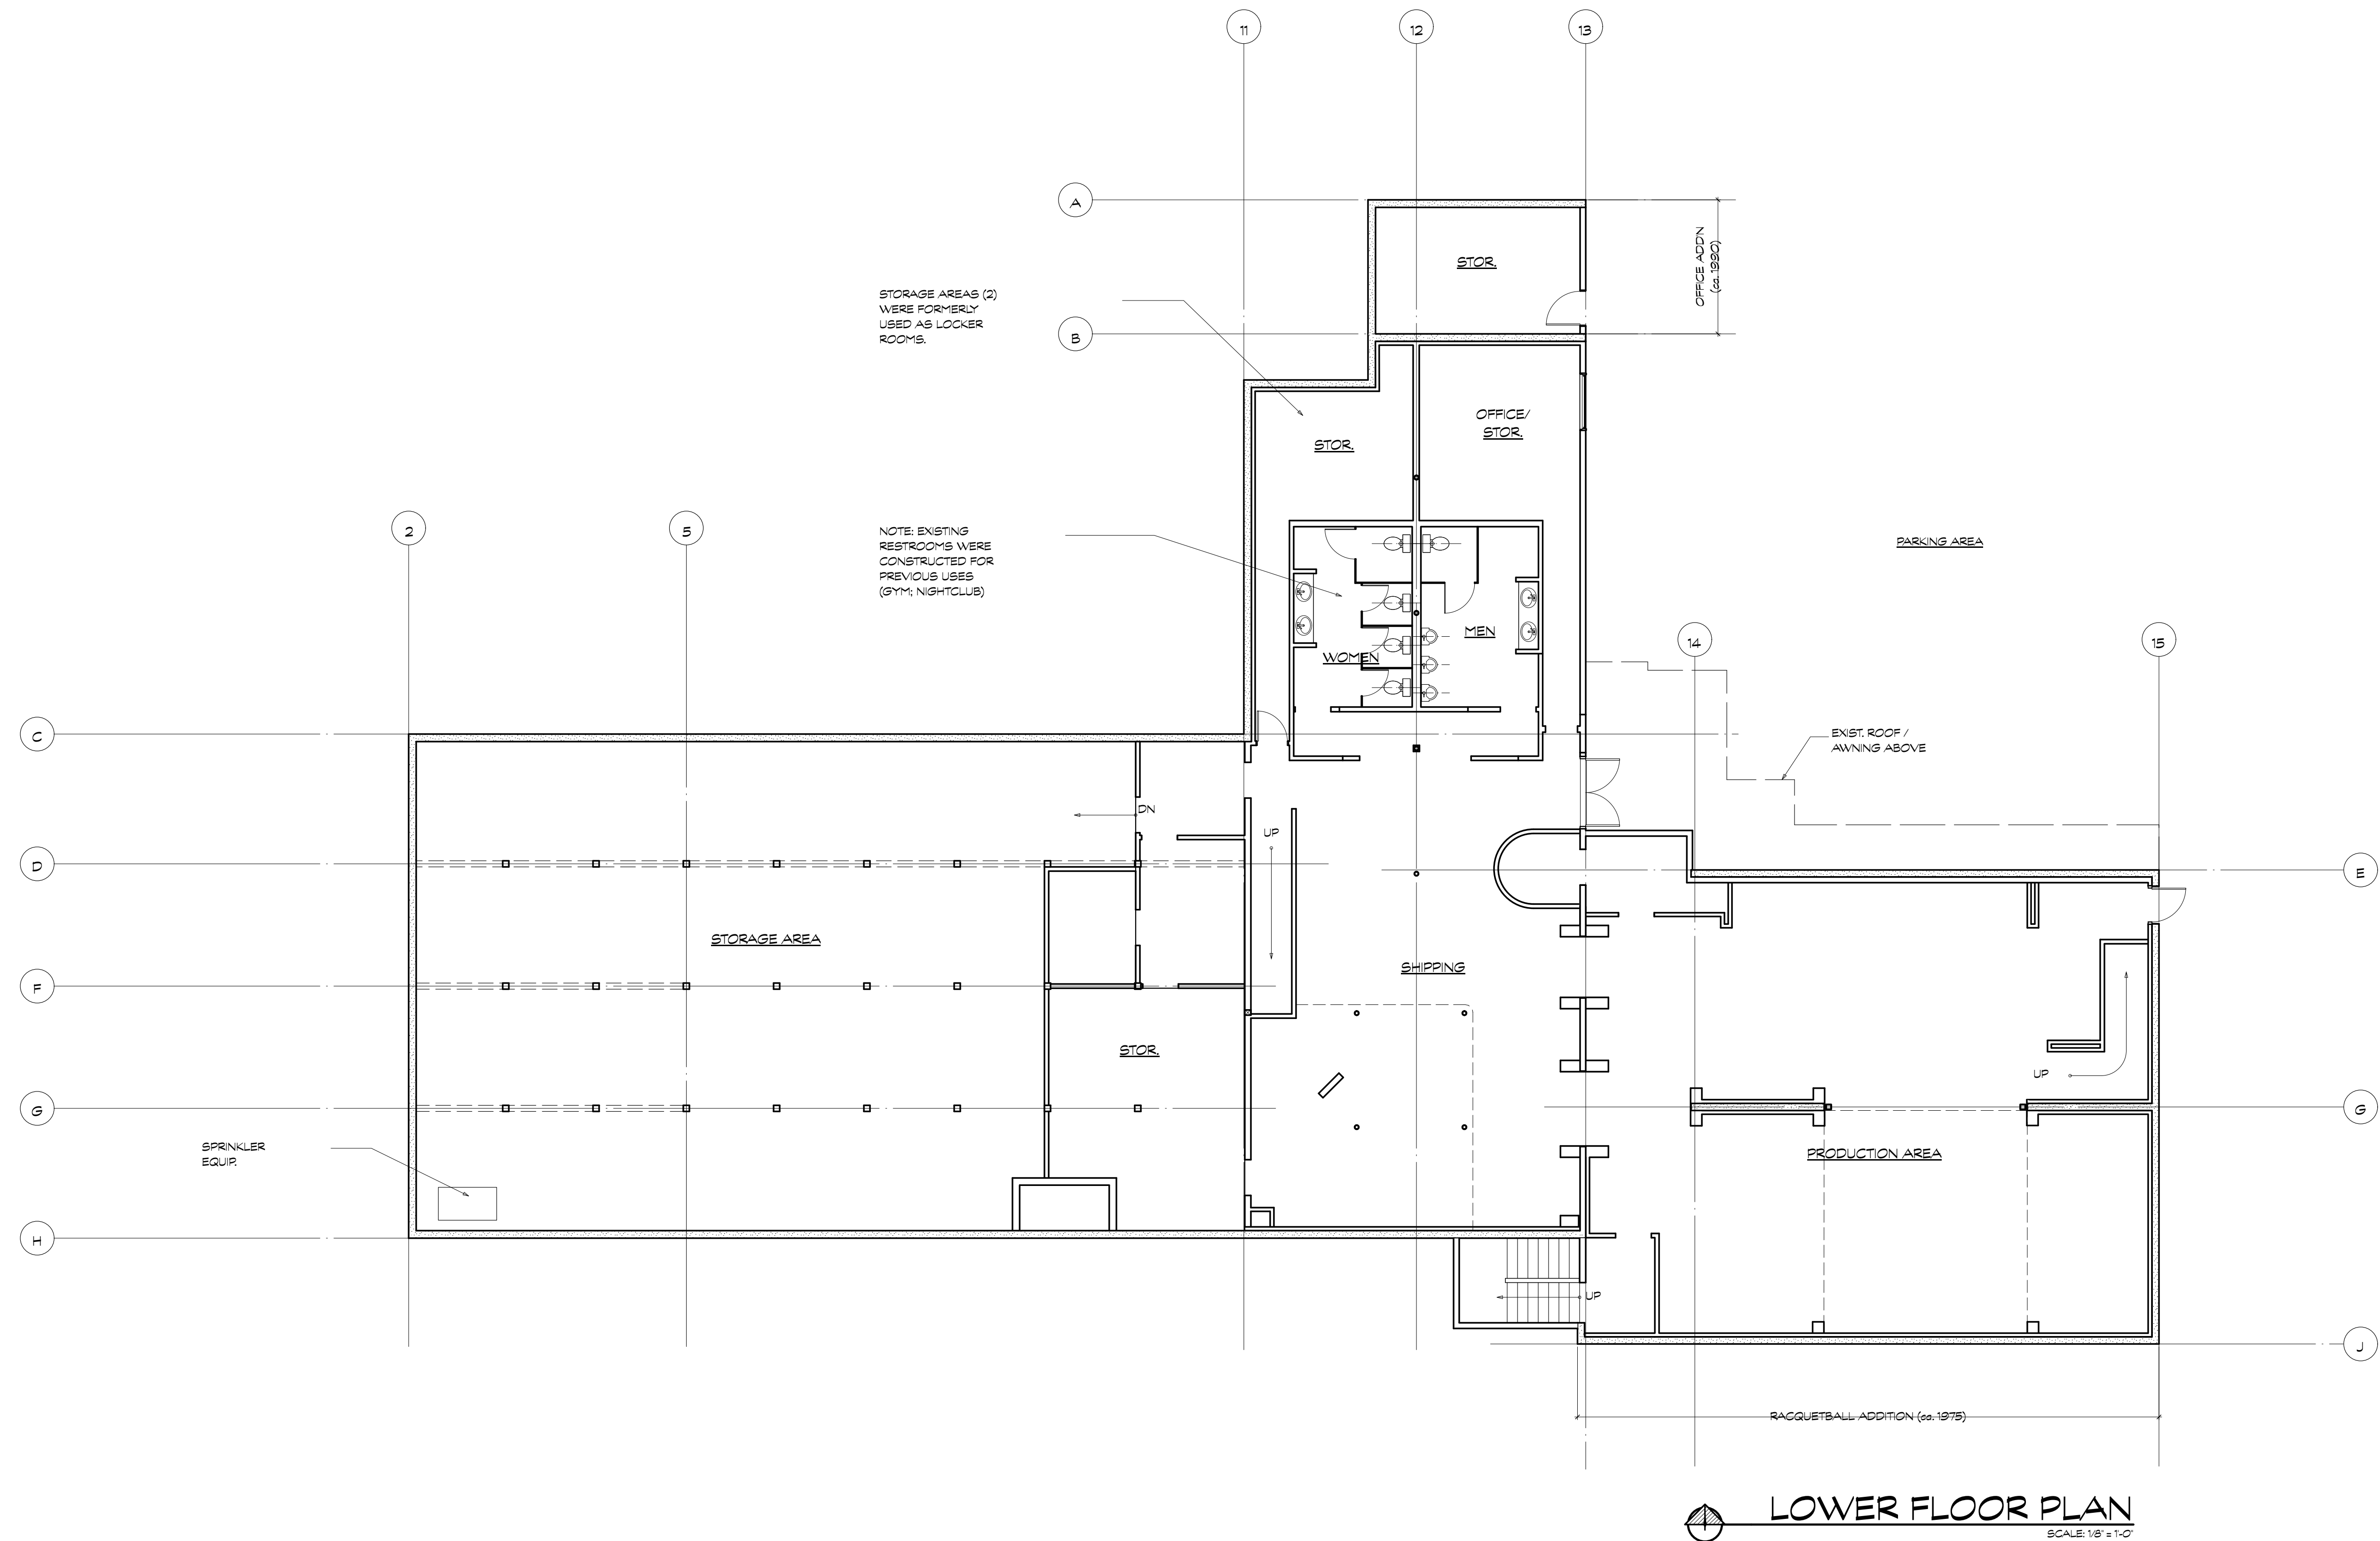 11
12
13
A
STOR.
OFFICE ADD'N
(ca. 1990)
STORAGE AREAS (2)
WERE FORMERLY
USED AS LOCKER
ROOMS.
B
OFFICE/
STOR.
STOR.
2
5
NOTE: EXISTING
RESTROOMS WERE
CONSTRUCTED FOR
PREVIOUS USES
(GYM; NIGHTCLUB)
PARKING AREA
MEN
WOMEN
14
15
C
EXIST. ROOF /
AWNING ABOVE
DN
UP
D
E
STORAGE AREA
SHIPPING
F
STOR.
UP
G
G
SPRINKLER
EQUIP.
PRODUCTION AREA
H
UP
J
RACQUETBALL ADDITION (ca. 1975)
LOWER FLOOR PLAN
SCALE: 1/8" = 1'-0"